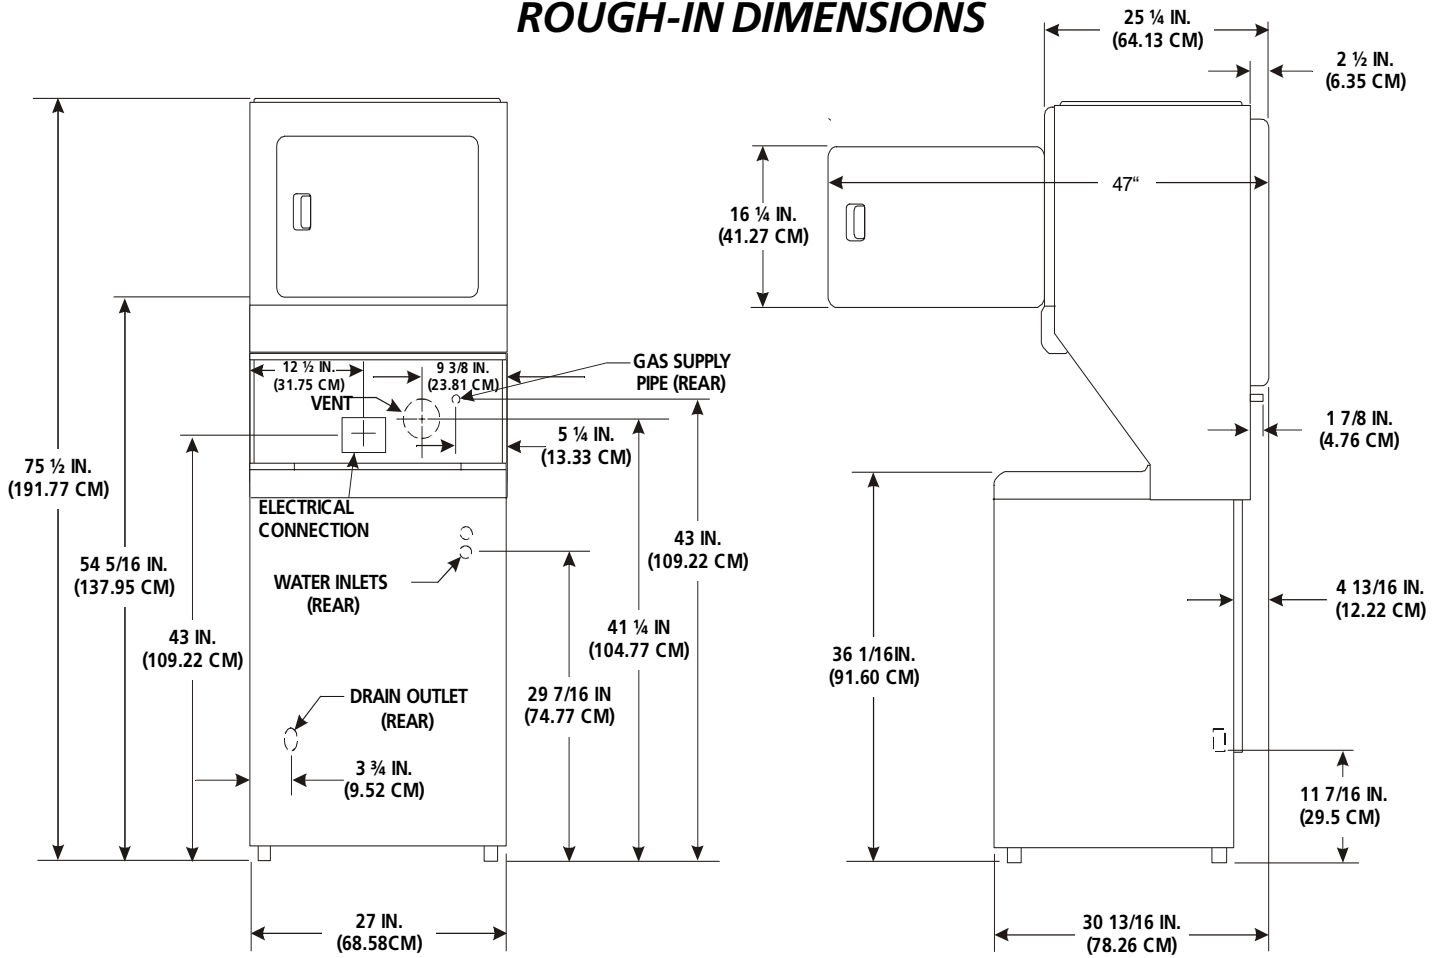 ROUGH-IN DIMENSIONS
25 ¼ IN.
(64.13 CM)
2 ½ IN.
(6.35 CM)
47“
16 ¼ IN.
(41.27 CM)
12 ½ IN.
(31.75 CM)
9 3/8 IN.
(23.81 CM)
GAS SUPPLY
PIPE (REAR)
VENT
5 ¼ IN.
(13.33 CM)
1 7/8 IN.
(4.76 CM)
75 ½ IN.
(191.77 CM)
ELECTRICAL
CONNECTION
43 IN.
(109.22 CM)
54 5/16 IN.
(137.95 CM)
WATER INLETS
(REAR)
4 13/16 IN.
(12.22 CM)
43 IN.
(109.22 CM)
41 ¼ IN
(104.77 CM)
36 1/16IN.
(91.60 CM)
DRAIN OUTLET
(REAR)
29 7/16 IN
(74.77 CM)
3 ¾ IN.
(9.52 CM)
11 7/16 IN.
(29.5 CM)
27 IN.
(68.58CM)
30 13/16 IN.
(78.26 CM)